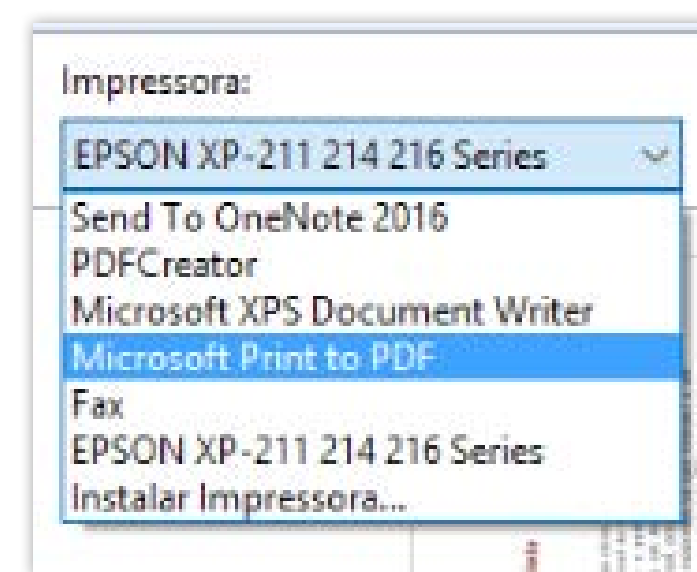 Impressora:
EPSON XP-211 214 216 Series
Send To OneNote 2016
PDFCreator
Microsoft XPS Document Writer
Microsoft Print to PDF
Fax
EPSON XP-211 214 216 Series
Instalar Impressora...